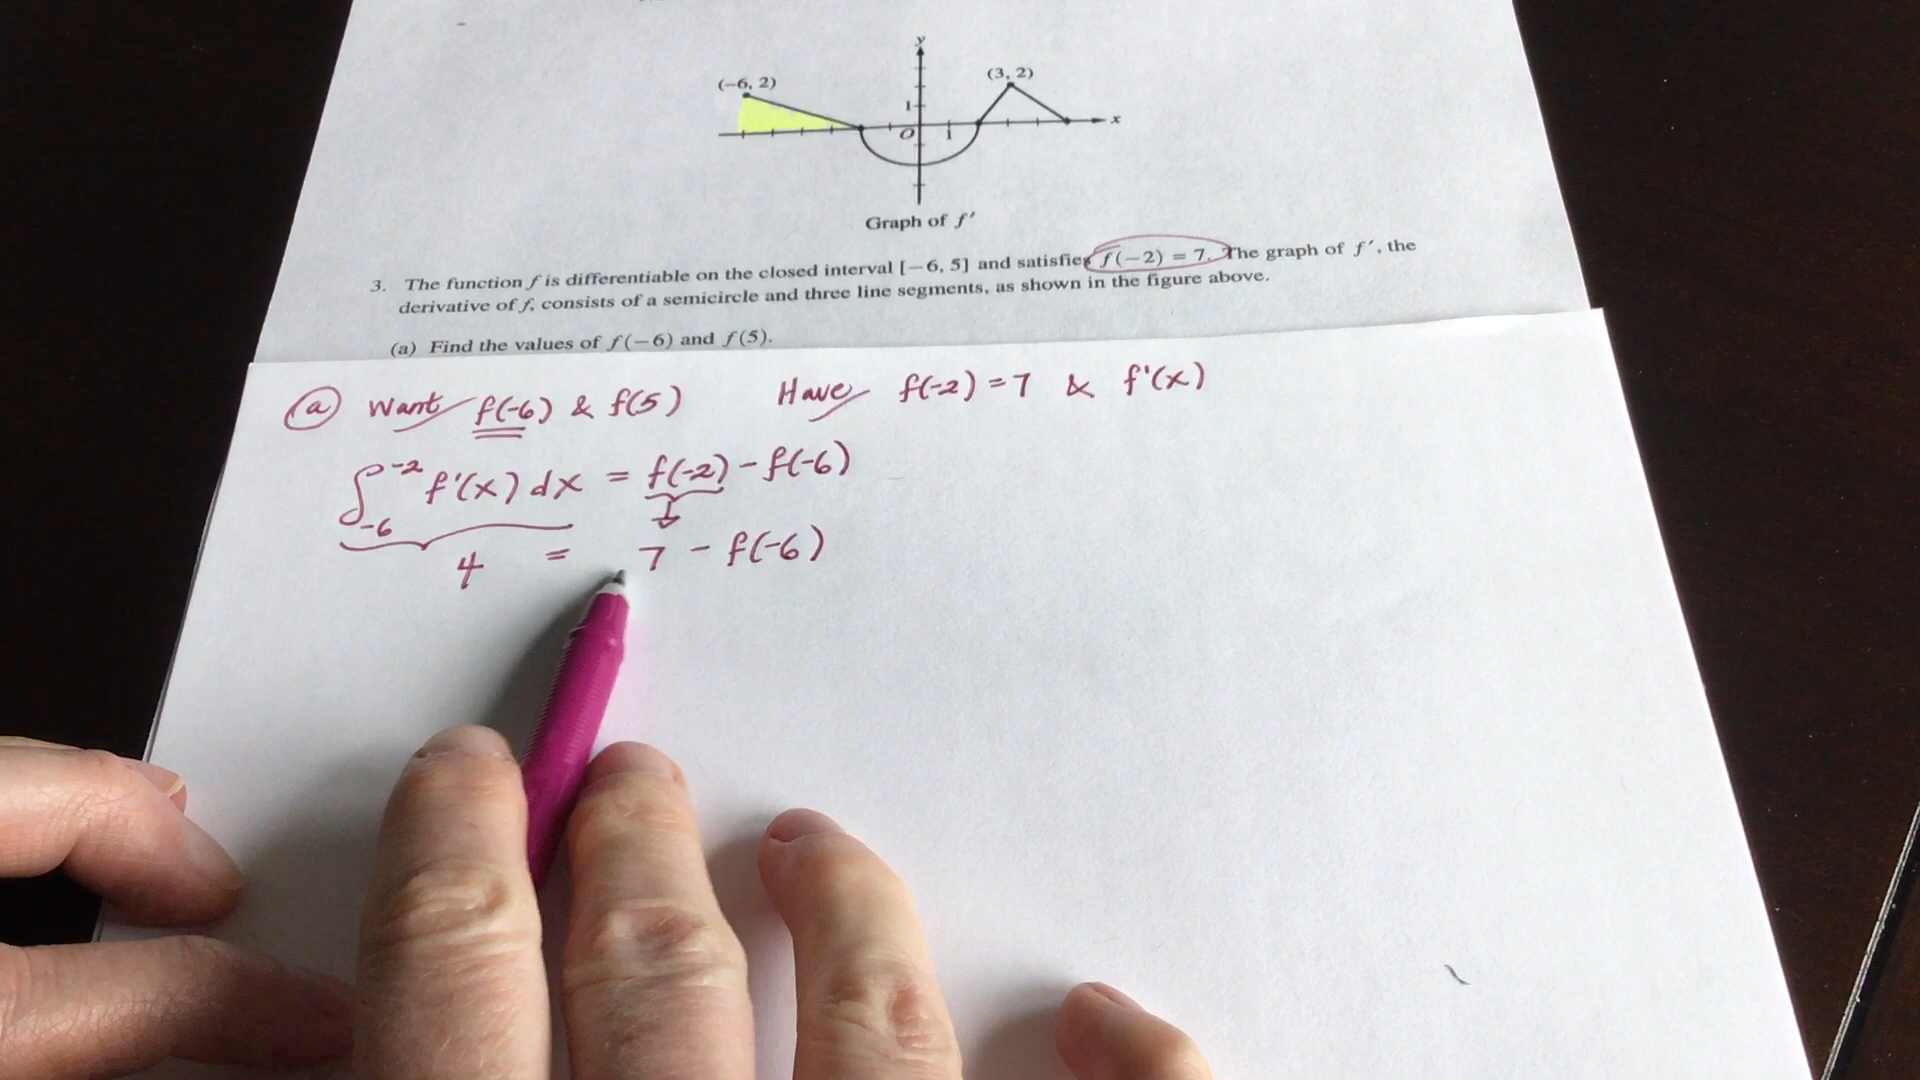 y
(−6, 2)
(3, 2)
1
O
1
x
Graph of f′
3. The function f is differentiable on the closed interval [−6, 5] and satisfies f(−2) = 7. The graph of f′, the
derivative of f, consists of a semicircle and three line segments, as shown in the figure above.
(a) Find the values of f(−6) and f(5).
(a) Want f(-6) & f(5) Have f(-2) = 7 & f'(x)
∫_{-6}^{-2} f'(x) dx = f(-2) - f(-6)
4 = 7 - f(-6)